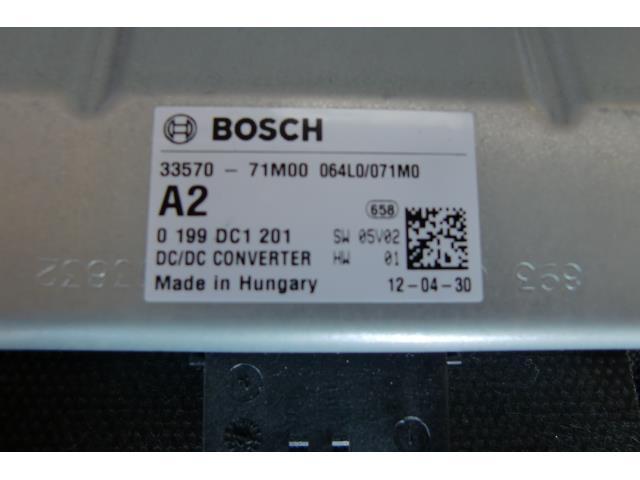 BOSCH
33570 - 71M00 064L0/071M0
A2
658
0 199 DC1 201 SW 05V02
DC/DC CONVERTER HW 01
Made in Hungary 12-04-30
693